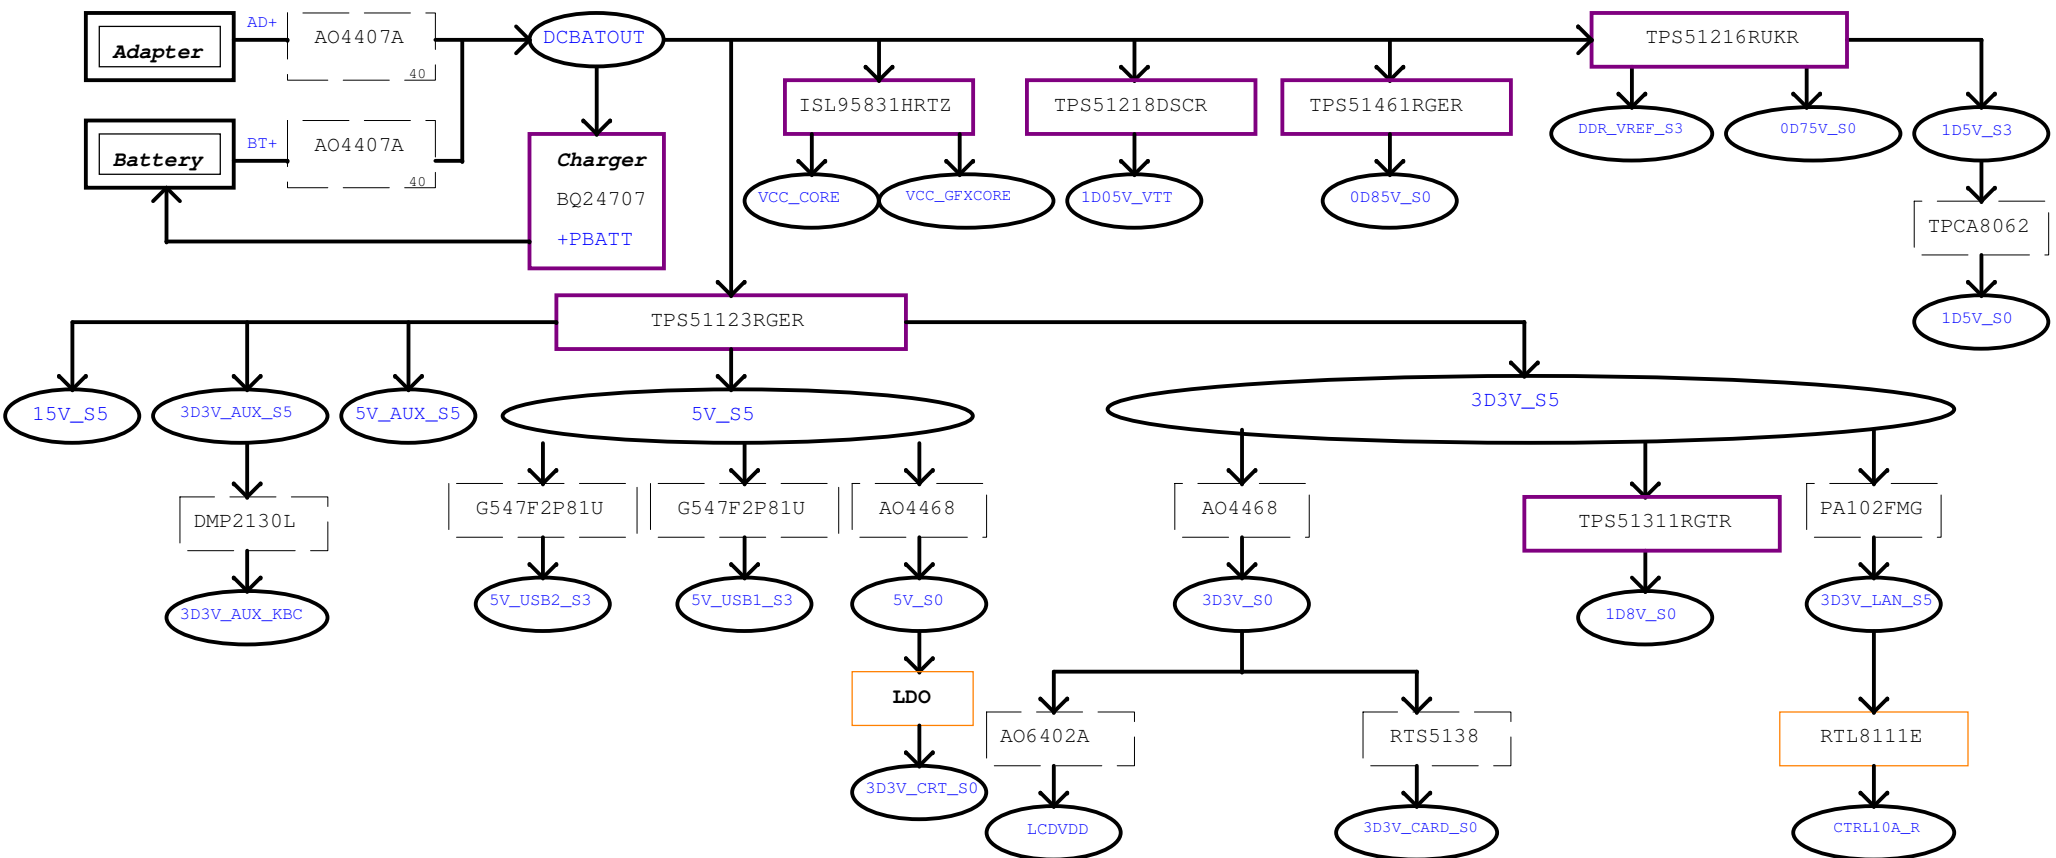 AD+
Adapter
AO4407A
40
DCBATOUT
TPS51216RUKR
BT+
Battery
AO4407A
40
Charger
BQ24707
+PBATT
ISL95831HRTZ
TPS51218DSCR
TPS51461RGER
DDR_VREF_S3
0D75V_S0
1D5V_S3
VCC_CORE
VCC_GFXCORE
1D05V_VTT
0D85V_S0
TPCA8062
1D5V_S0
TPS51123RGER
15V_S5
3D3V_AUX_S5
5V_AUX_S5
5V_S5
3D3V_S5
DMP2130L
G547F2P81U
G547F2P81U
AO4468
AO4468
TPS51311RGTR
PA102FMG
3D3V_AUX_KBC
5V_USB2_S3
5V_USB1_S3
5V_S0
3D3V_S0
1D8V_S0
3D3V_LAN_S5
LDO
AO6402A
RTS5138
RTL8111E
3D3V_CRT_S0
LCDVDD
3D3V_CARD_S0
CTRL10A_R